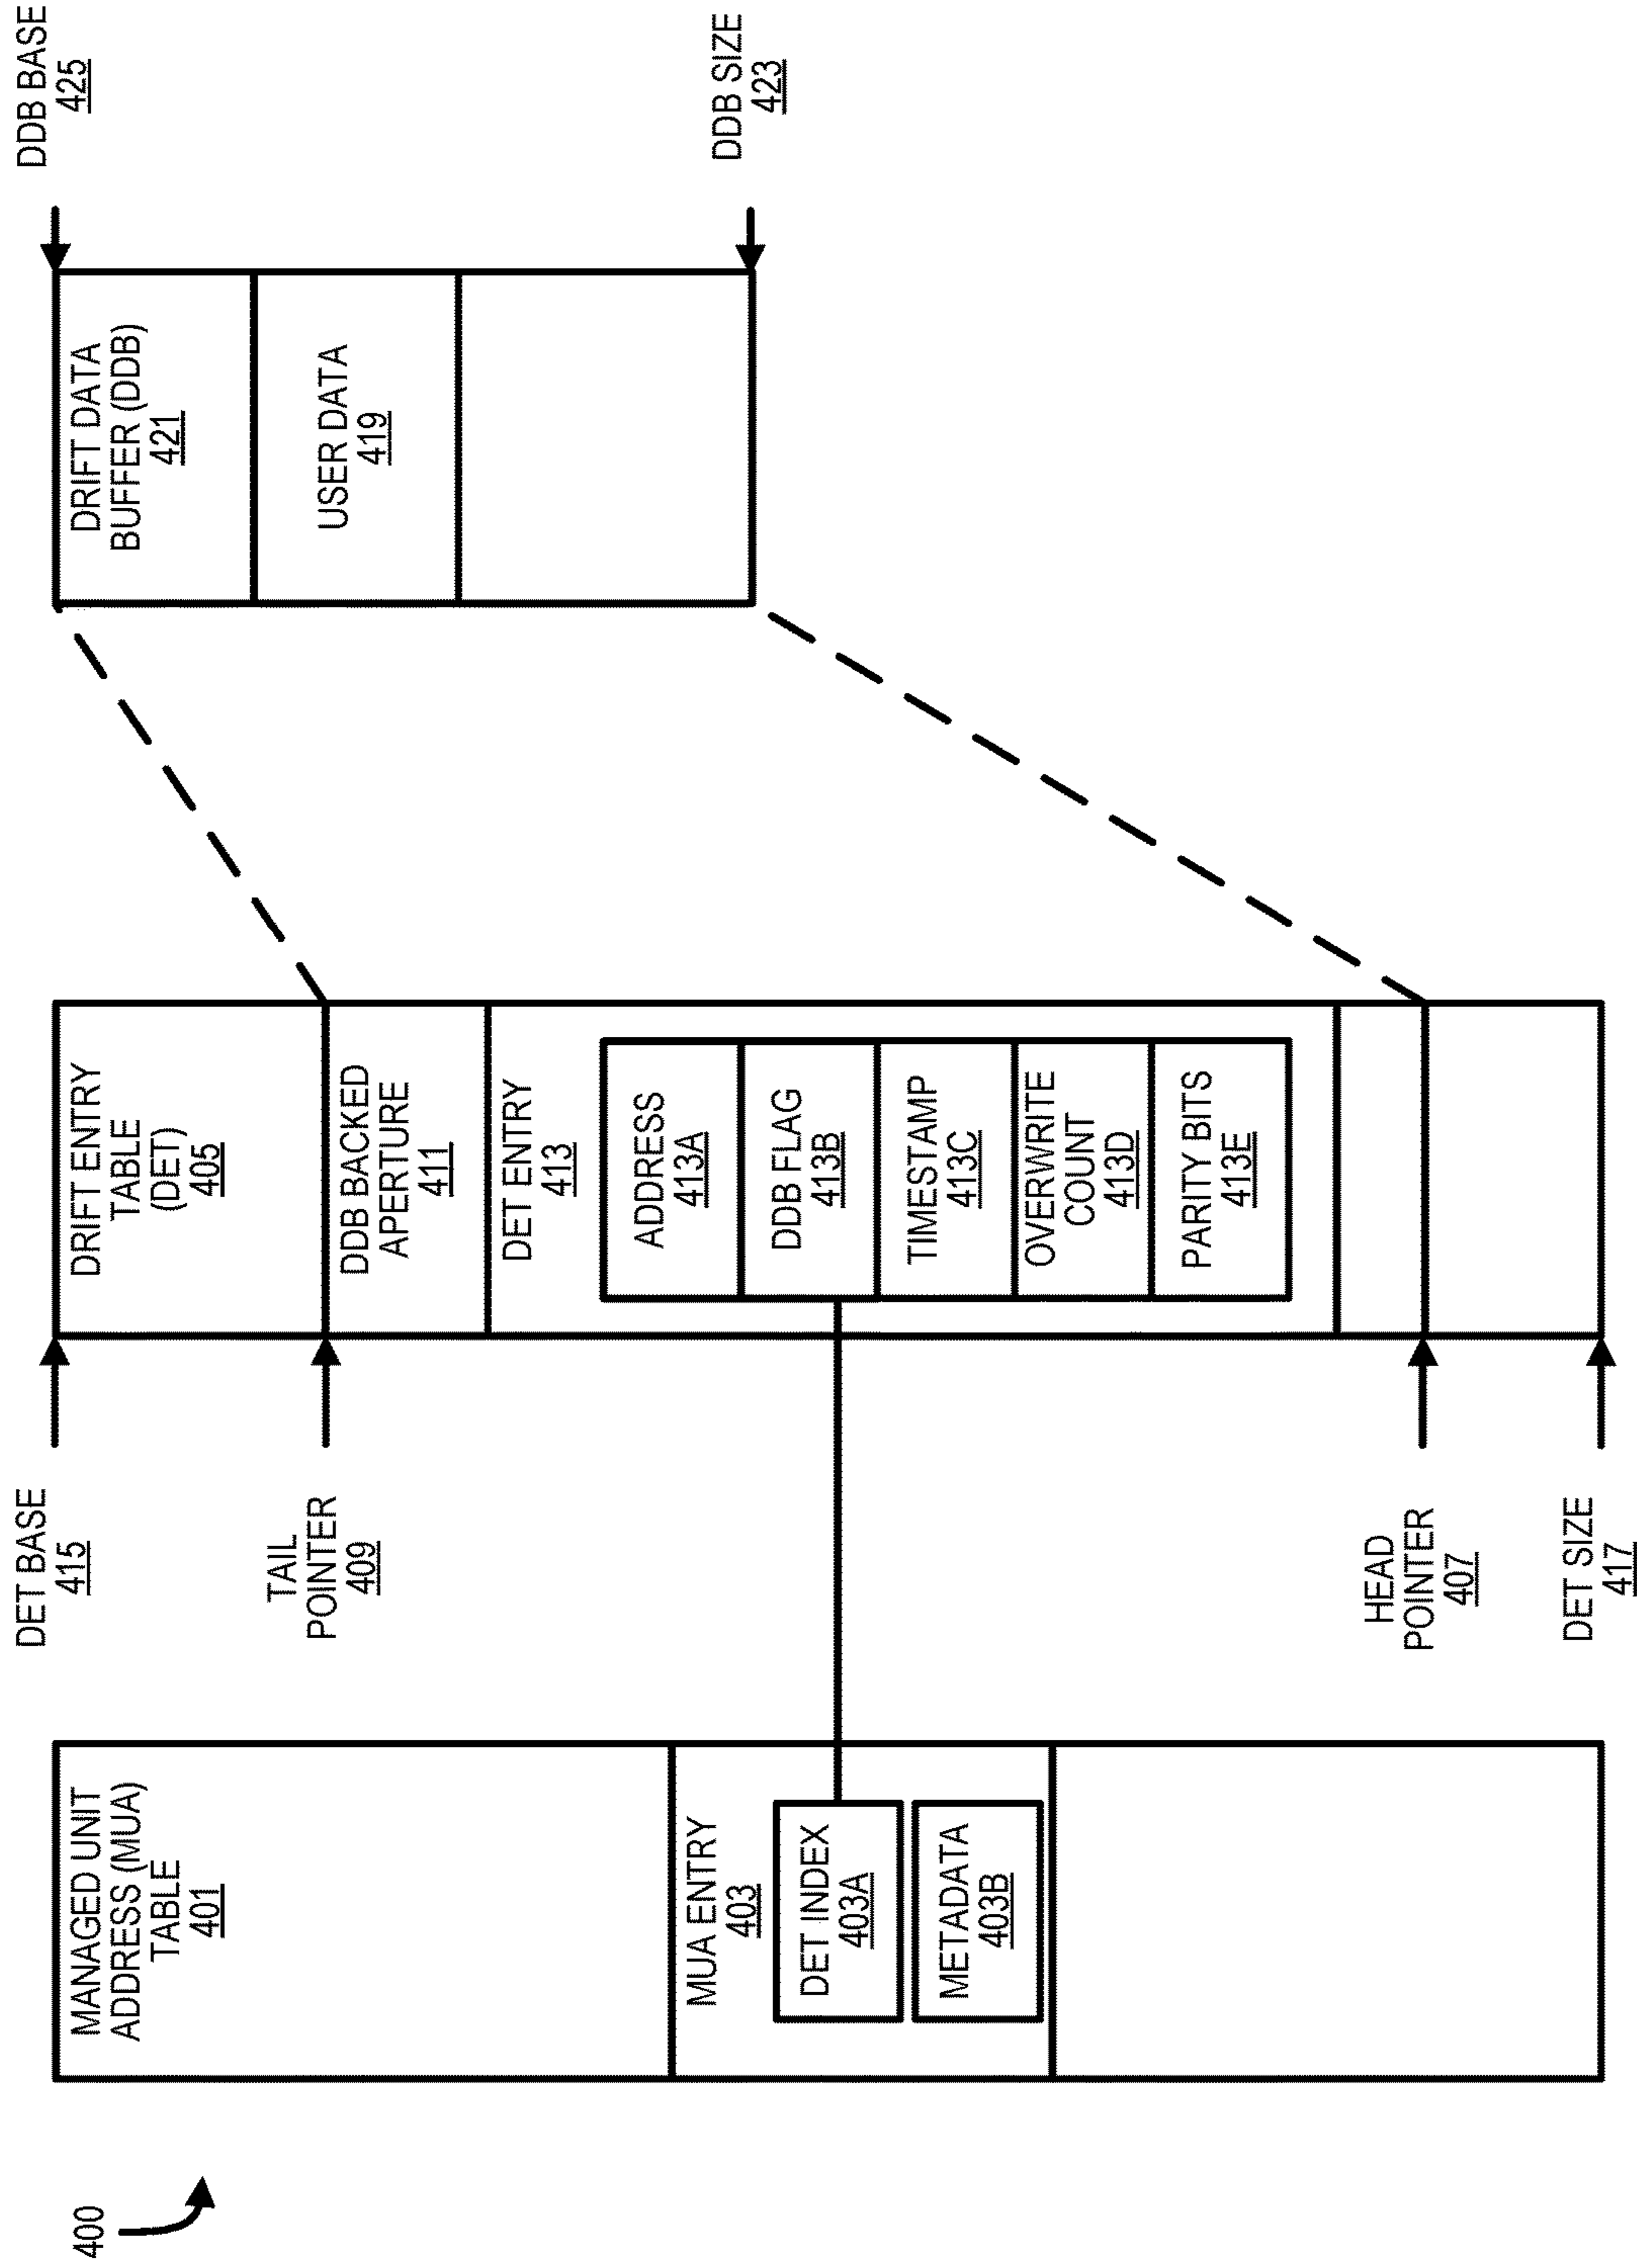 400
MANAGED UNIT
ADDRESS (MUA)
TABLE
401
MUA ENTRY
403
DET INDEX
403A
METADATA
403B
DET BASE
415
TAIL
POINTER
409
HEAD
POINTER
407
DET SIZE
417
DRIFT ENTRY
TABLE
(DET)
405
DDB BACKED
APERTURE
411
DET ENTRY
413
ADDRESS
413A
DDB FLAG
413B
TIMESTAMP
413C
OVERWRITE
COUNT
413D
PARITY BITS
413E
DRIFT DATA
BUFFER (DDB)
421
USER DATA
419
DDB BASE
425
DDB SIZE
423